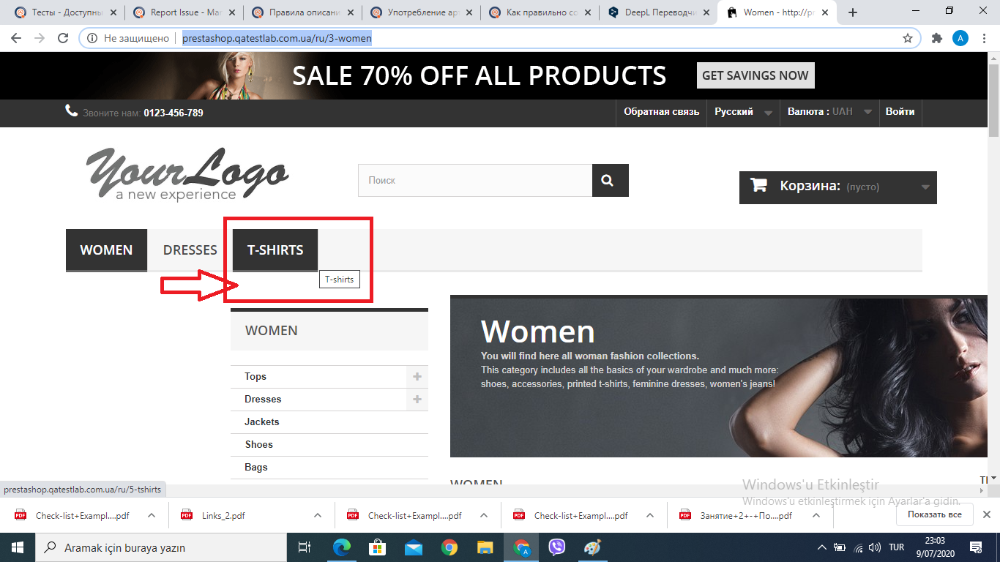 Тесты - Доступны
Report Issue - Man
Правила описани
Употребление ар
Как правильно со
DeepL Переводчи
Women - http://pr
Не защищено
prestashop.qatestlab.com.ua/ru/3-women
A
SALE 70% OFF ALL PRODUCTS
GET SAVINGS NOW
Звоните нам: 0123-456-789
Обратная связь
Русский
Валюта : UAH
Войти
YourLogo
a new experience
Поиск
Корзина: (пусто)
WOMEN
DRESSES
T-SHIRTS
T-shirts
WOMEN
Tops
Dresses
Jackets
Shoes
Bags
Women
You will find here all woman fashion collections.
This category includes all the basics of your wardrobe and much more:
shoes, accessories, printed t-shirts, feminine dresses, women's jeans!
WOMEN
prestashop.qatestlab.com.ua/ru/5-tshirts
Windows'u Etkinleştir
Windows'u etkinleştirmek için Ayarlar'a gidin.
Check-list+Exampl....pdf
Links_2.pdf
Check-list+Exampl....pdf
Check-list+Exampl....pdf
Занятие+2+-+По....pdf
Показать все
Aramak için buraya yazın
TUR
23:03
9/07/2020